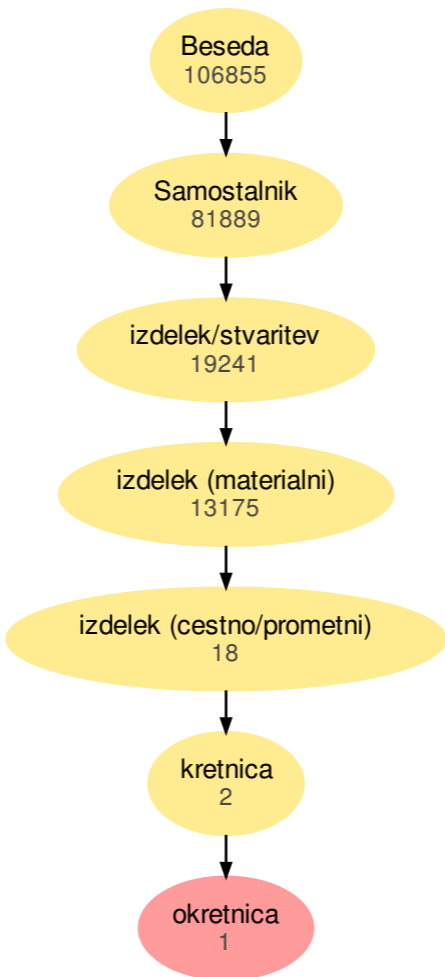 Beseda
106855
Samostalnik
81889
izdelek/stvaritev
19241
izdelek (materialni)
13175
izdelek (cestno/prometni)
18
kretnica
2
okretnica
1